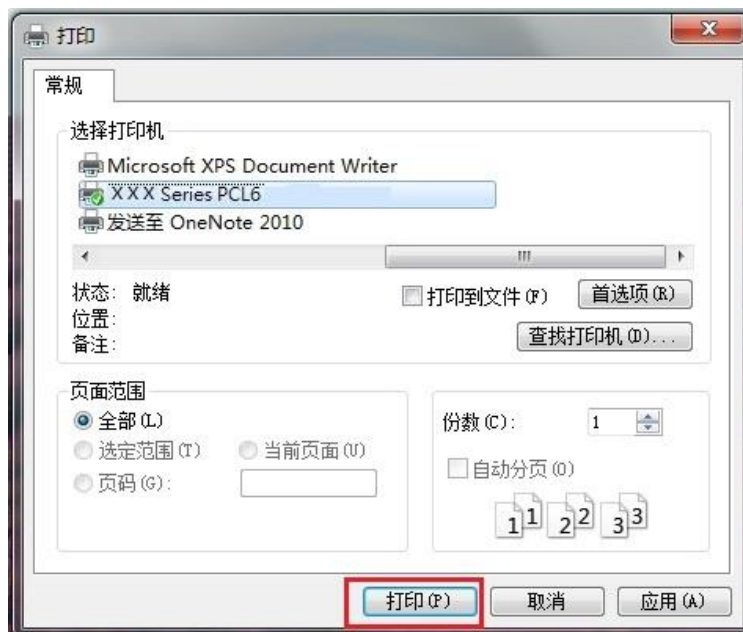 打印
常规
选择打印机
Microsoft XPS Document Writer
XXX Series PCL6
发送至 OneNote 2010
状态: 就绪
打印到文件(F) 首选项(R)
位置:
查找打印机(D)...
备注:
页面范围
全部(L)
选定范围(T) 当前页面(U)
页码(G):
份数(C): 1
自动分页(O)
1 1 2 2 3 3
打印(P) 取消 应用(A)